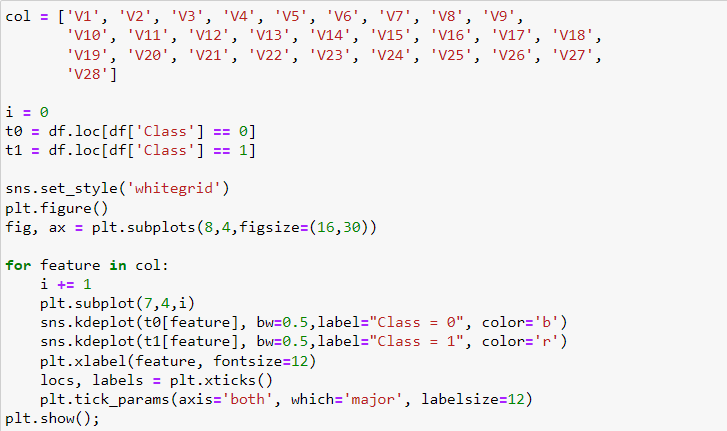 col = ['V1', 'V2', 'V3', 'V4', 'V5', 'V6', 'V7', 'V8', 'V9',
       'V10', 'V11', 'V12', 'V13', 'V14', 'V15', 'V16', 'V17', 'V18',
       'V19', 'V20', 'V21', 'V22', 'V23', 'V24', 'V25', 'V26', 'V27',
       'V28']

i = 0
t0 = df.loc[df['Class'] == 0]
t1 = df.loc[df['Class'] == 1]

sns.set_style('whitegrid')
plt.figure()
fig, ax = plt.subplots(8,4,figsize=(16,30))

for feature in col:
    i += 1
    plt.subplot(7,4,i)
    sns.kdeplot(t0[feature], bw=0.5,label="Class = 0", color='b')
    sns.kdeplot(t1[feature], bw=0.5,label="Class = 1", color='r')
    plt.xlabel(feature, fontsize=12)
    locs, labels = plt.xticks()
    plt.tick_params(axis='both', which='major', labelsize=12)
plt.show();